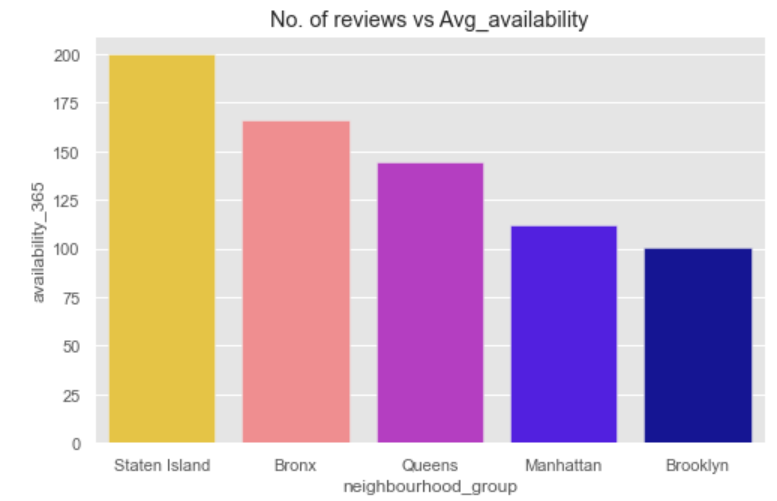 No. of reviews vs Avg_availability
200
175
150
125
100
75
50
25
0
availability_365
Staten Island Bronx Queens Manhattan Brooklyn
neighbourhood_group